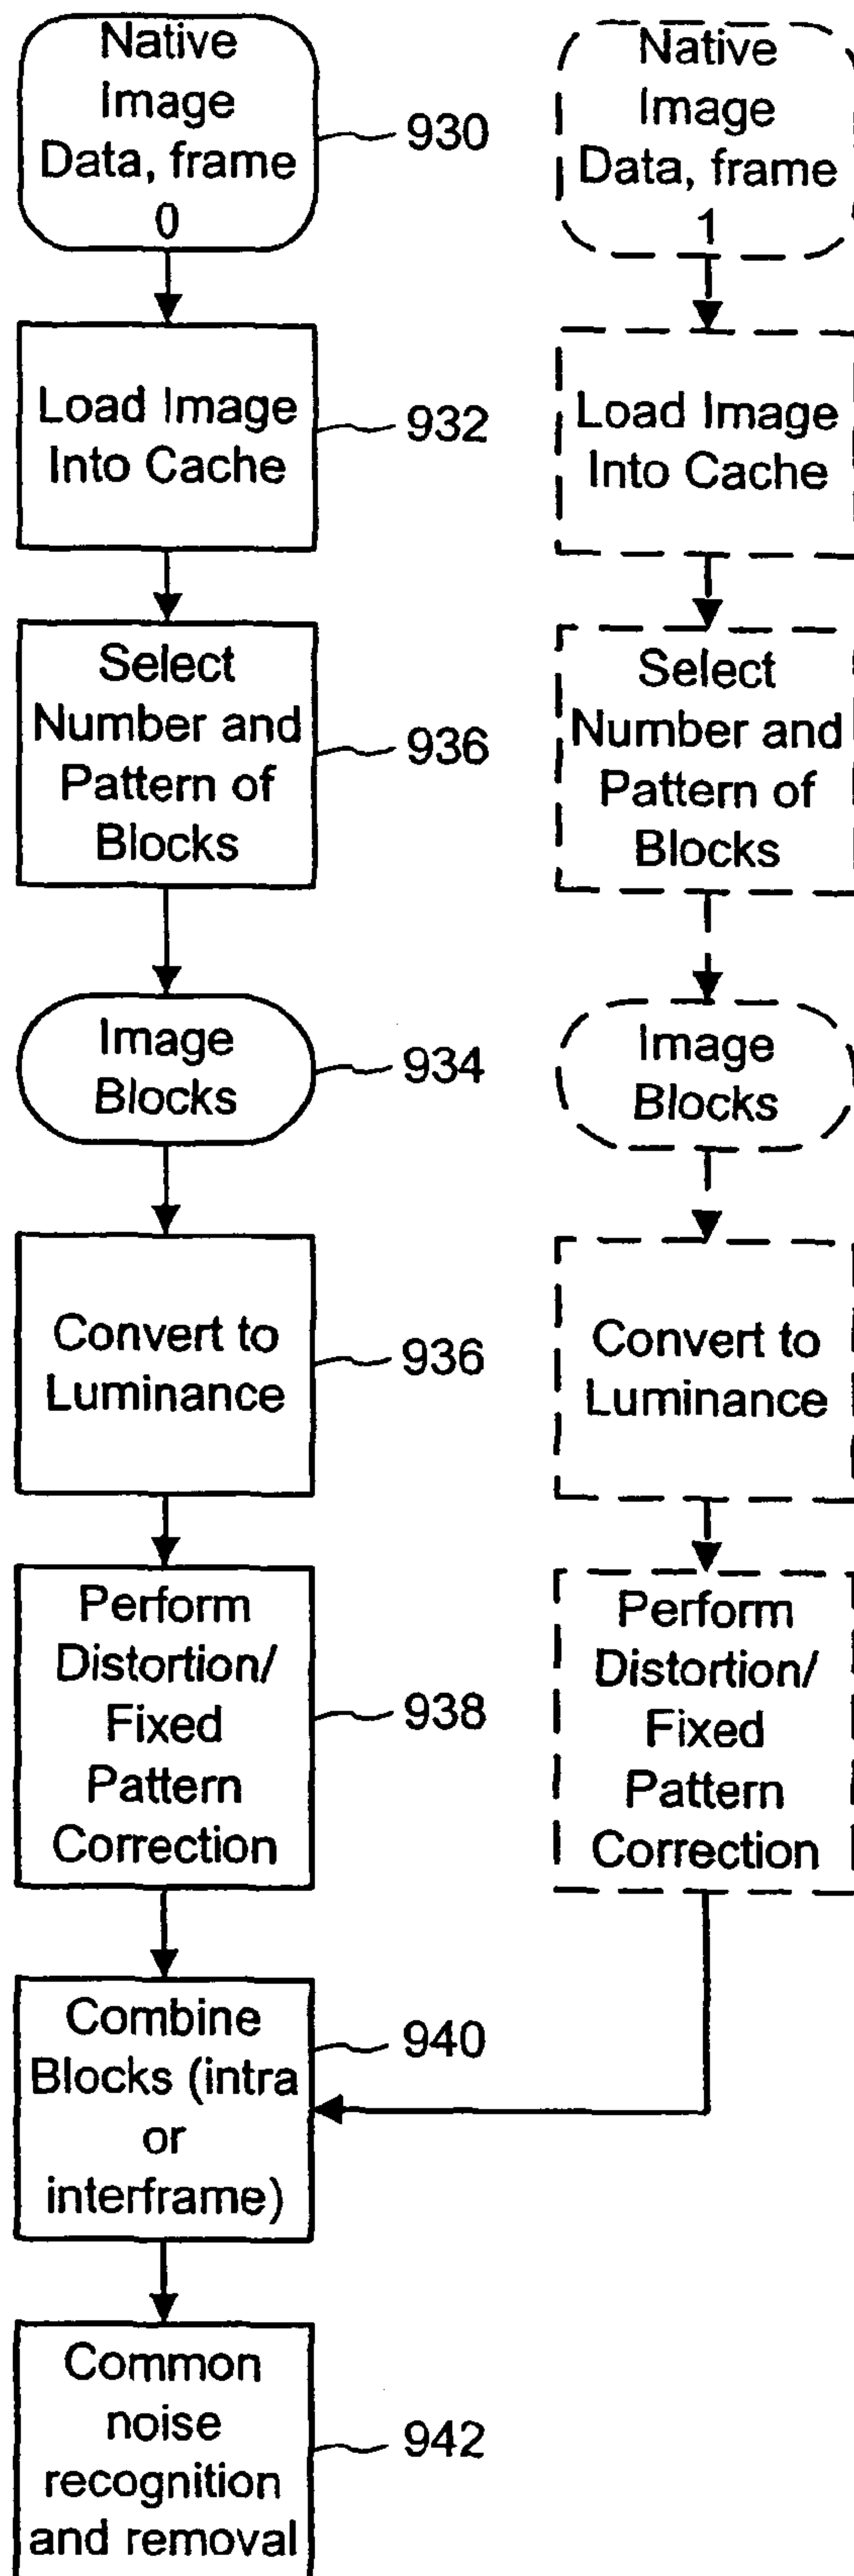 Native
Image
Data, frame
0
930
Load Image
Into Cache
932
Select
Number and
Pattern of
Blocks
936
Image
Blocks
934
Convert to
Luminance
936
Perform
Distortion/
Fixed
Pattern
Correction
938
Combine
Blocks (intra
or
interframe)
940
Common
noise
recognition
and removal
942
Native
Image
Data, frame
1
Load Image
Into Cache
Select
Number and
Pattern of
Blocks
Image
Blocks
Convert to
Luminance
Perform
Distortion/
Fixed
Pattern
Correction